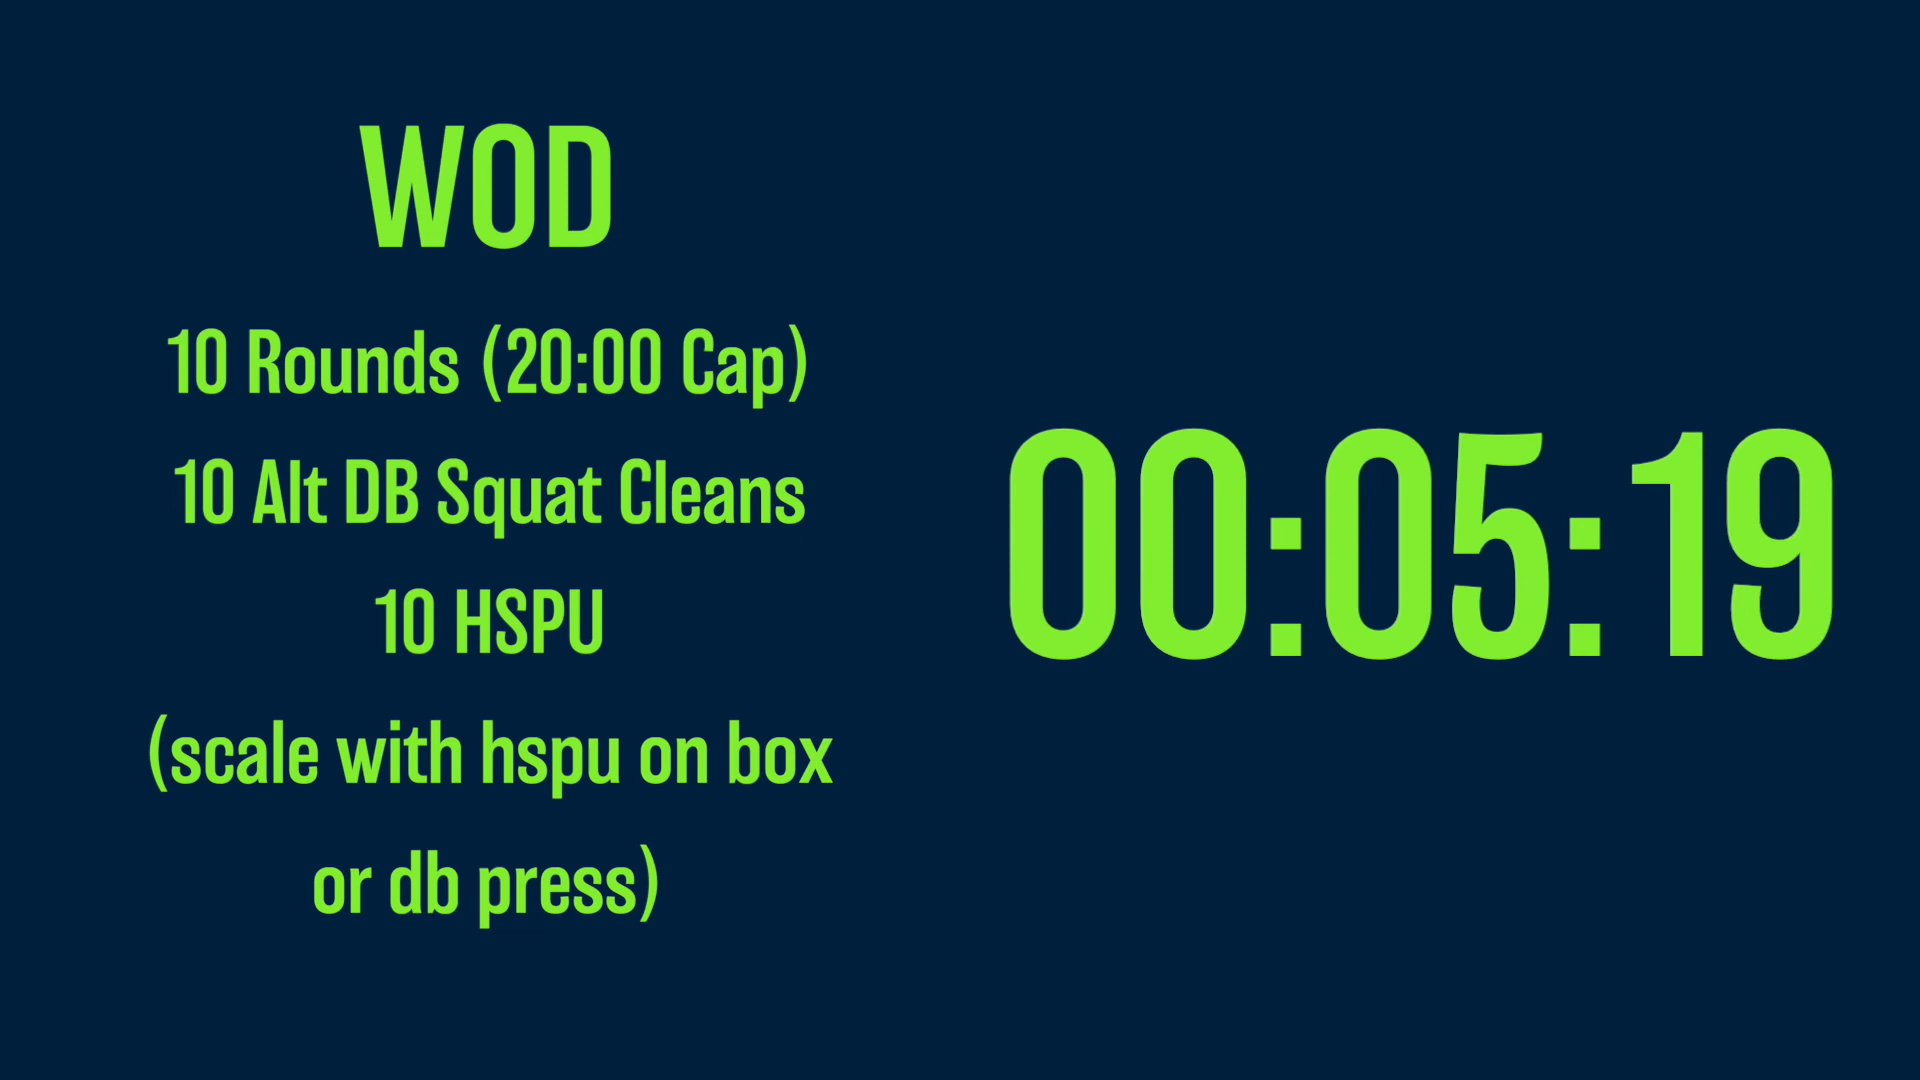 WOD
10 Rounds (20:00 Cap)
10 Alt DB Squat Cleans
10 HSPU
(scale with hspu on box
or db press)
00:05:19